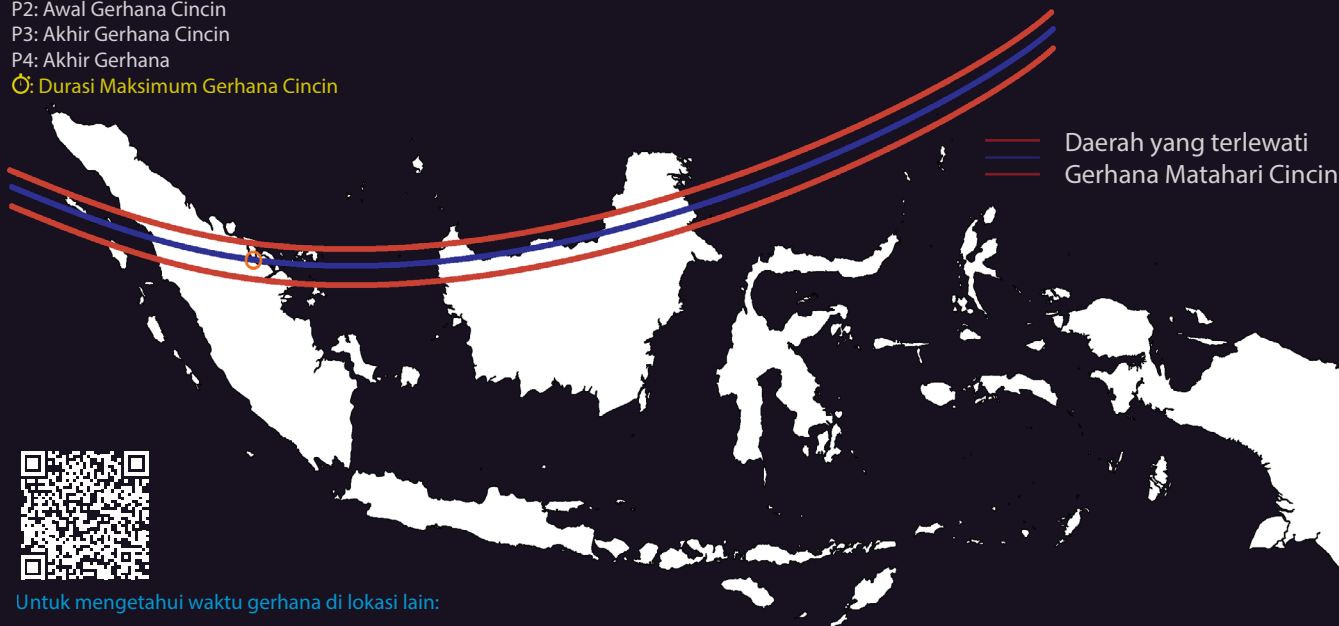 P2: Awal Gerhana Cincin
P3: Akhir Gerhana Cincin
P4: Akhir Gerhana
⏱: Durasi Maksimum Gerhana Cincin
Daerah yang terlewati
Gerhana Matahari Cincin
Untuk mengetahui waktu gerhana di lokasi lain: